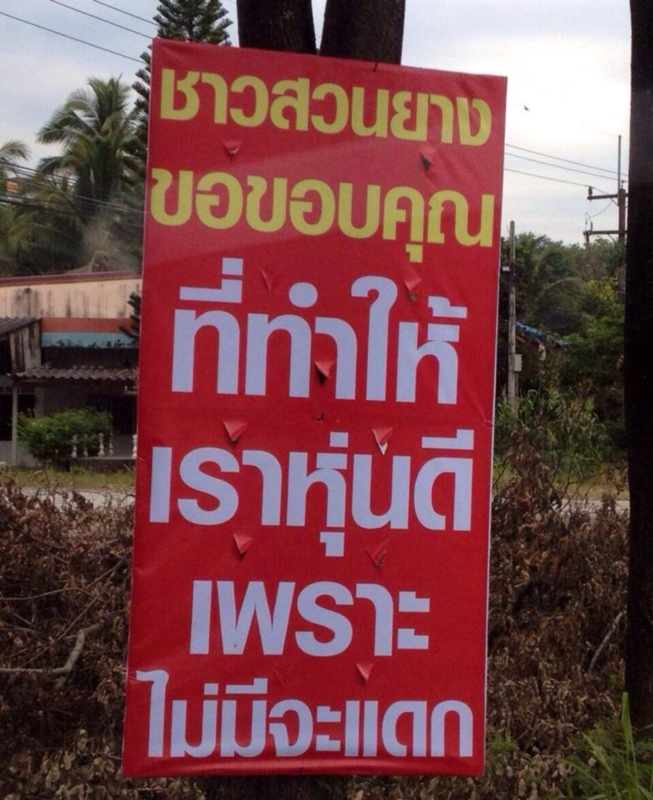 ชาวสวนยาง
ขอขอบคุณ
ที่ทำให้
เราหุ่นดี
เพราะ
ไม่มีจะแดก